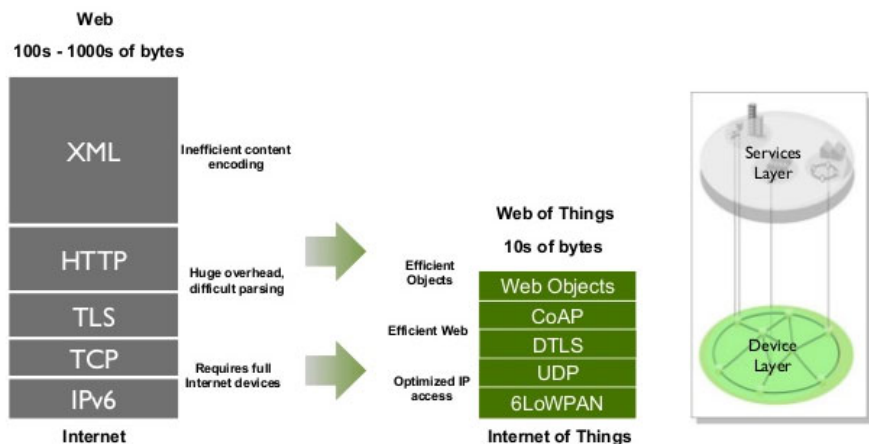 Web
100s - 1000s of bytes
XML
Inefficient content
encoding
HTTP
Huge overhead,
difficult parsing
TLS
TCP
Requires full
Internet devices
IPv6
Internet
Web of Things
10s of bytes
Efficient
Objects
Web Objects
Efficient Web
CoAP
DTLS
Optimized IP
access
UDP
6LoWPAN
Internet of Things
Services
Layer
Device
Layer